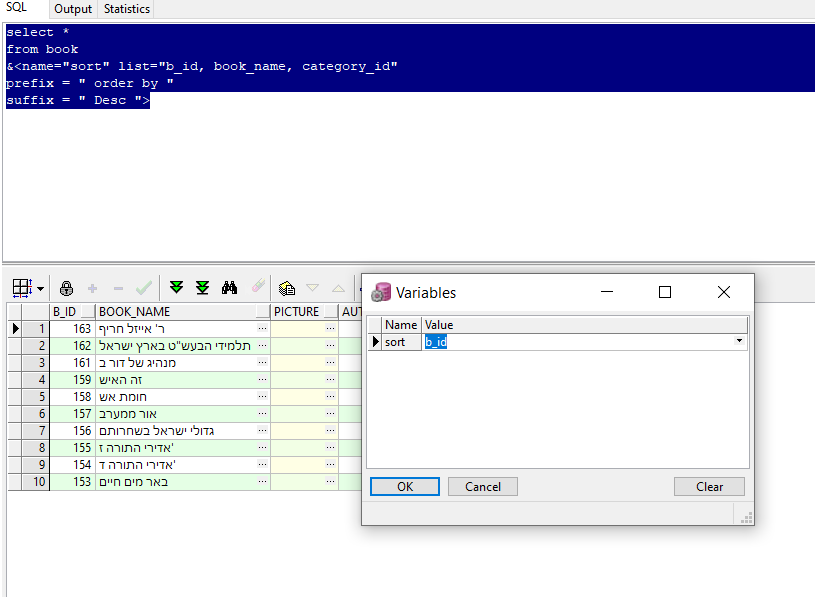 SQL Output Statistics
select *
from book
&<name="sort" list="b_id, book_name, category_id"
prefix = " order by "
suffix = " Desc ">
B_ID BOOK_NAME PICTURE AUT
1 163 ר' אייזל חריף
2 162 תלמידי הבעש"ט בארץ ישראל
3 161 מנהיג של דור ב
4 159 זה האיש
5 158 חומת אש
6 157 אור ממערב
7 156 גדולי ישראל בשחרותם
8 155 אדירי התורה ז'
9 154 אדירי התורה ד'
10 153 באר מים חיים
Variables
Name Value
sort b_id
OK Cancel Clear